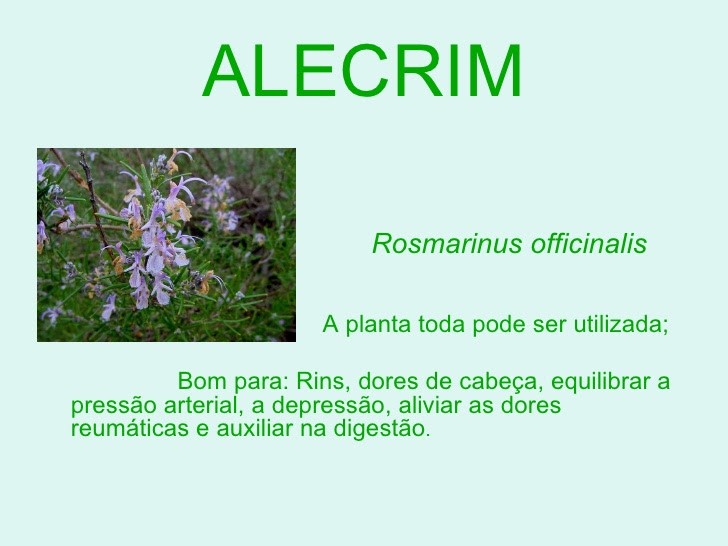 ALECRIM
Rosmarinus officinalis
A planta toda pode ser utilizada;
Bom para: Rins, dores de cabeça, equilibrar a
pressão arterial, a depressão, aliviar as dores
reumáticas e auxiliar na digestão.